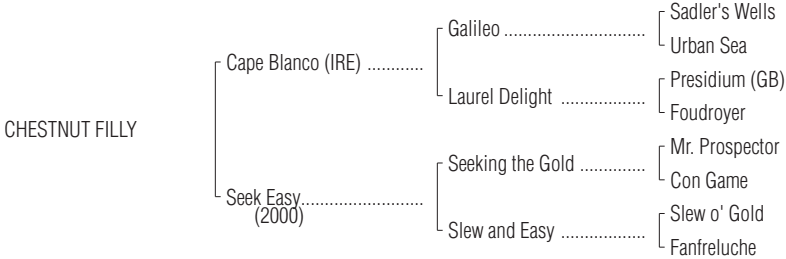 Sadler's Wells
Galileo ..............................
Urban Sea
Cape Blanco (IRE) ............
Presidium (GB)
Laurel Delight ..................
Foudroyer
CHESTNUT FILLY
Mr. Prospector
Seeking the Gold ..............
Con Game
Seek Easy..........................
(2000)
Slew o' Gold
Slew and Easy ..................
Fanfreluche